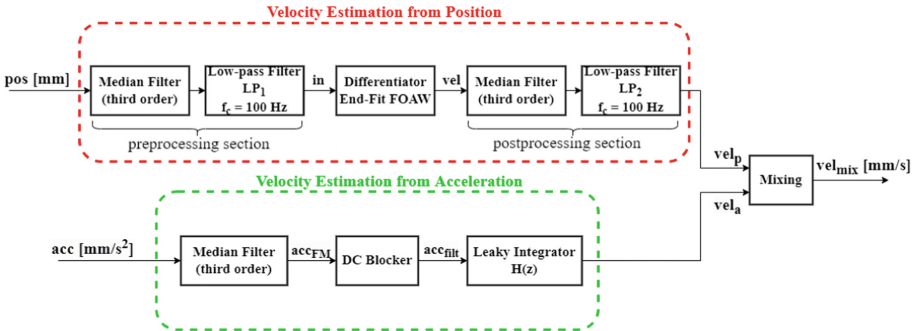 Velocity Estimation from Position
pos [mm]
Median Filter
(third order)
Low-pass Filter
LP1
fc = 100 Hz
in
Differentiator
End-Fit FOAW
vel
Median Filter
(third order)
Low-pass Filter
LP2
fc = 100 Hz
preprocessing section
postprocessing section
velp
Mixing
velmix [mm/s]
vela
Velocity Estimation from Acceleration
acc [mm/s2]
Median Filter
(third order)
accFM
DC Blocker
accfilt
Leaky Integrator
H(z)